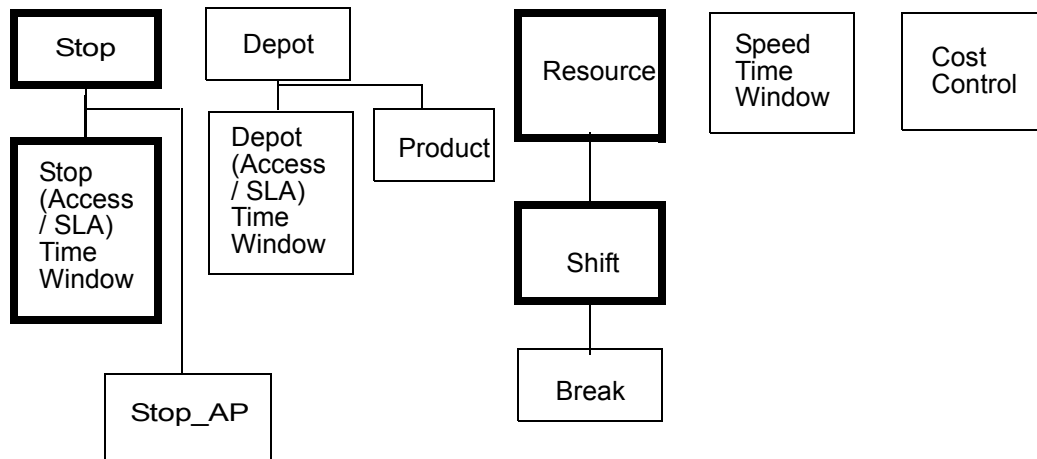 Stop
Depot
Resource
Speed
Time
Window
Cost
Control
Stop
(Access
/ SLA)
Time
Window
Depot
(Access
/ SLA)
Time
Window
Product
Shift
Stop_AP
Break